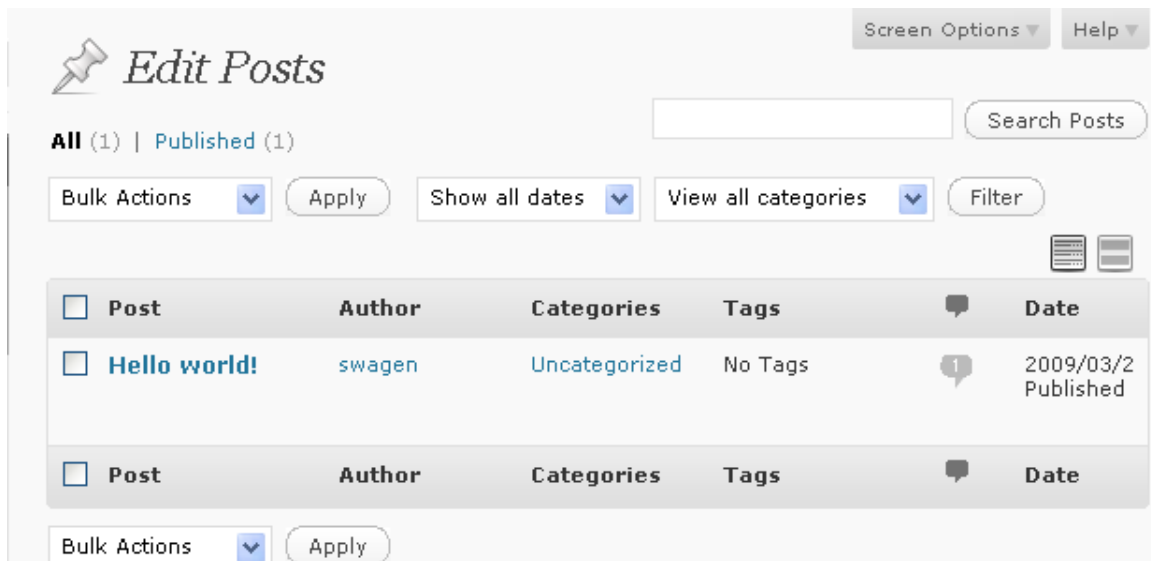 Screen Options Help
Edit Posts
Search Posts
All (1) | Published (1)
Bulk Actions Apply Show all dates View all categories Filter
Post Author Categories Tags Date
Hello world! swagen Uncategorized No Tags 1 2009/03/2
Published
Post Author Categories Tags Date
Bulk Actions Apply